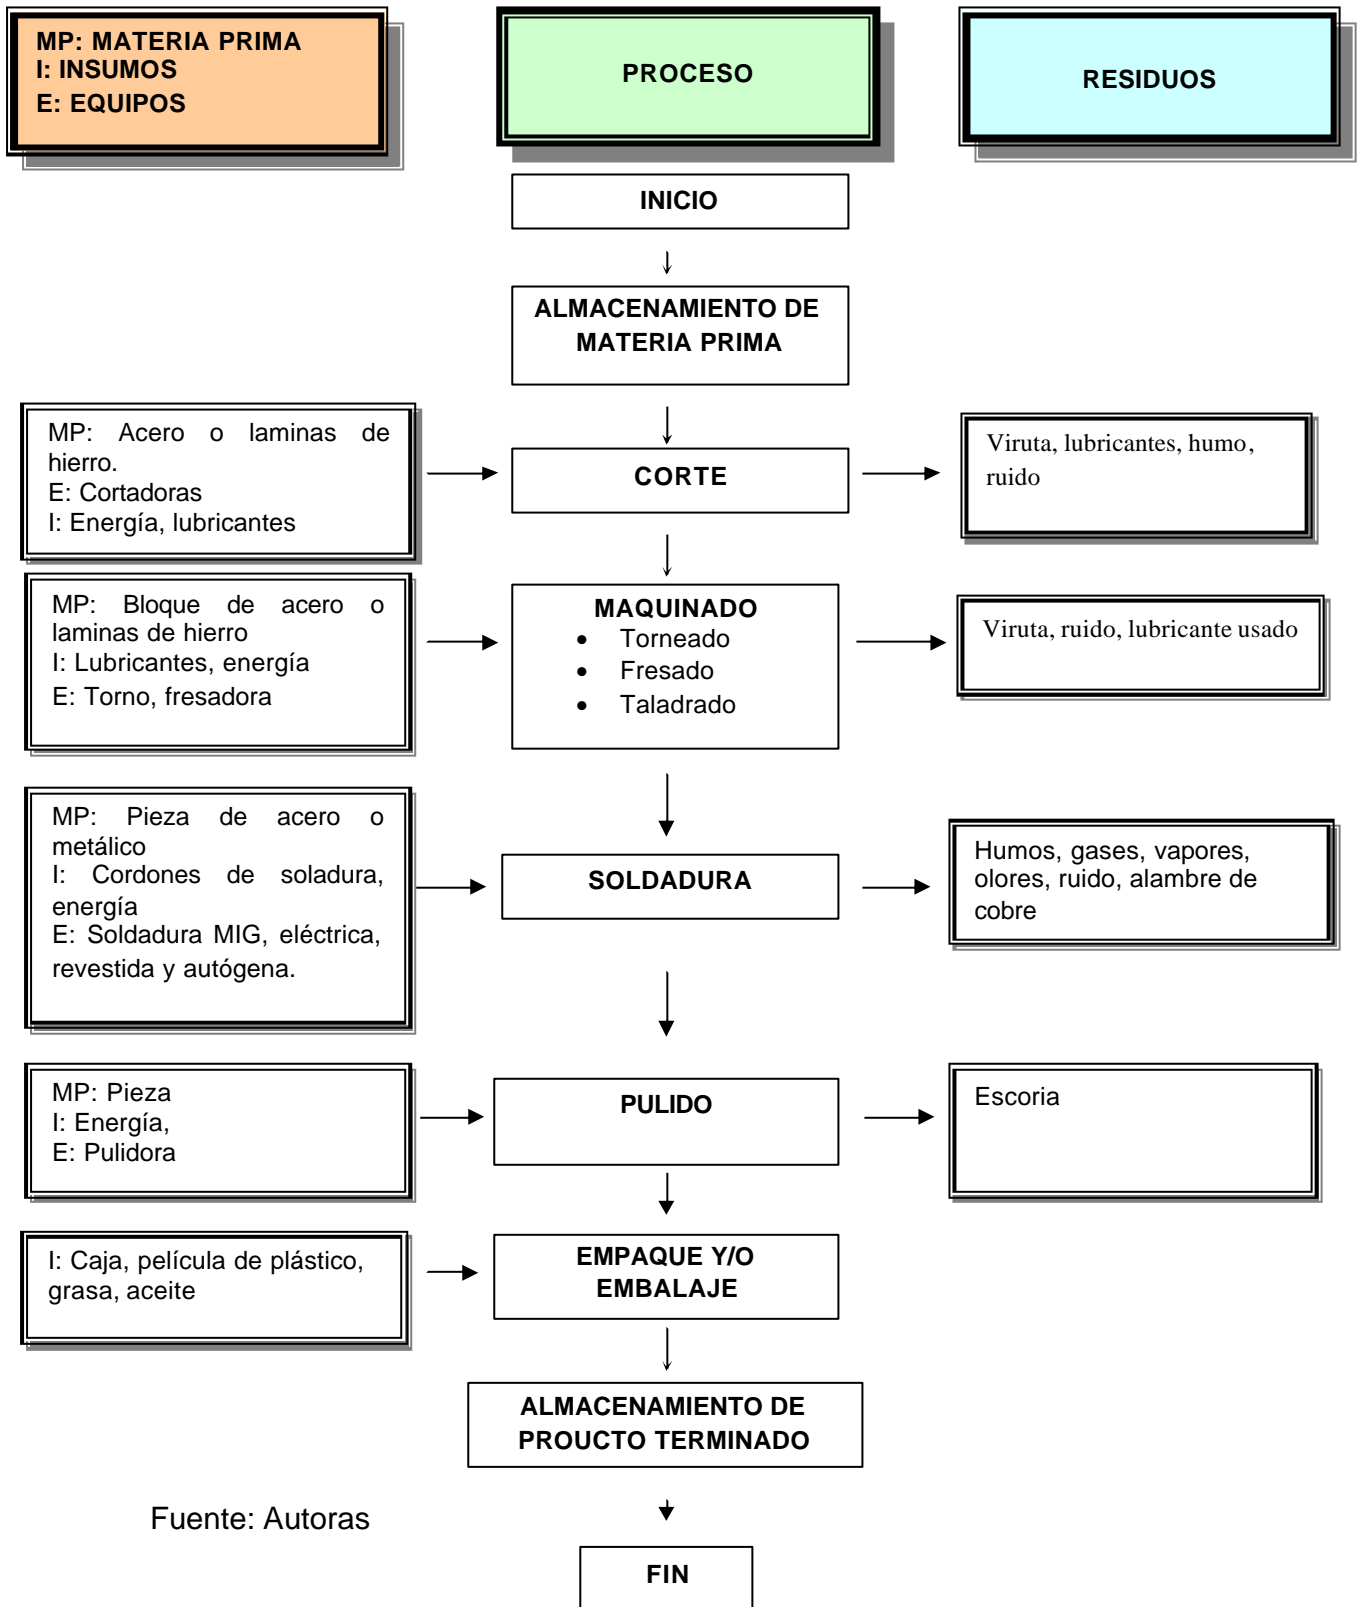 MP: MATERIA PRIMA
I: INSUMOS
E: EQUIPOS
PROCESO
RESIDUOS
INICIO
ALMACENAMIENTO DE
MATERIA PRIMA
MP: Acero o laminas de
hierro.
E: Cortadoras
I: Energía, lubricantes
CORTE
Viruta, lubricantes, humo,
ruido
MP: Bloque de acero o
laminas de hierro
I: Lubricantes, energía
E: Torno, fresadora
MAQUINADO
• Torneado
• Fresado
• Taladrado
Viruta, ruido, lubricante usado
MP: Pieza de acero o
metálico
I: Cordones de soladura,
energía
E: Soldadura MIG, eléctrica,
revestida y autógena.
SOLDADURA
Humos, gases, vapores,
olores, ruido, alambre de
cobre
MP: Pieza
I: Energía,
E: Pulidora
PULIDO
Escoria
I: Caja, película de plástico,
grasa, aceite
EMPAQUE Y/O
EMBALAJE
ALMACENAMIENTO DE
PROUCTO TERMINADO
Fuente: Autoras
FIN